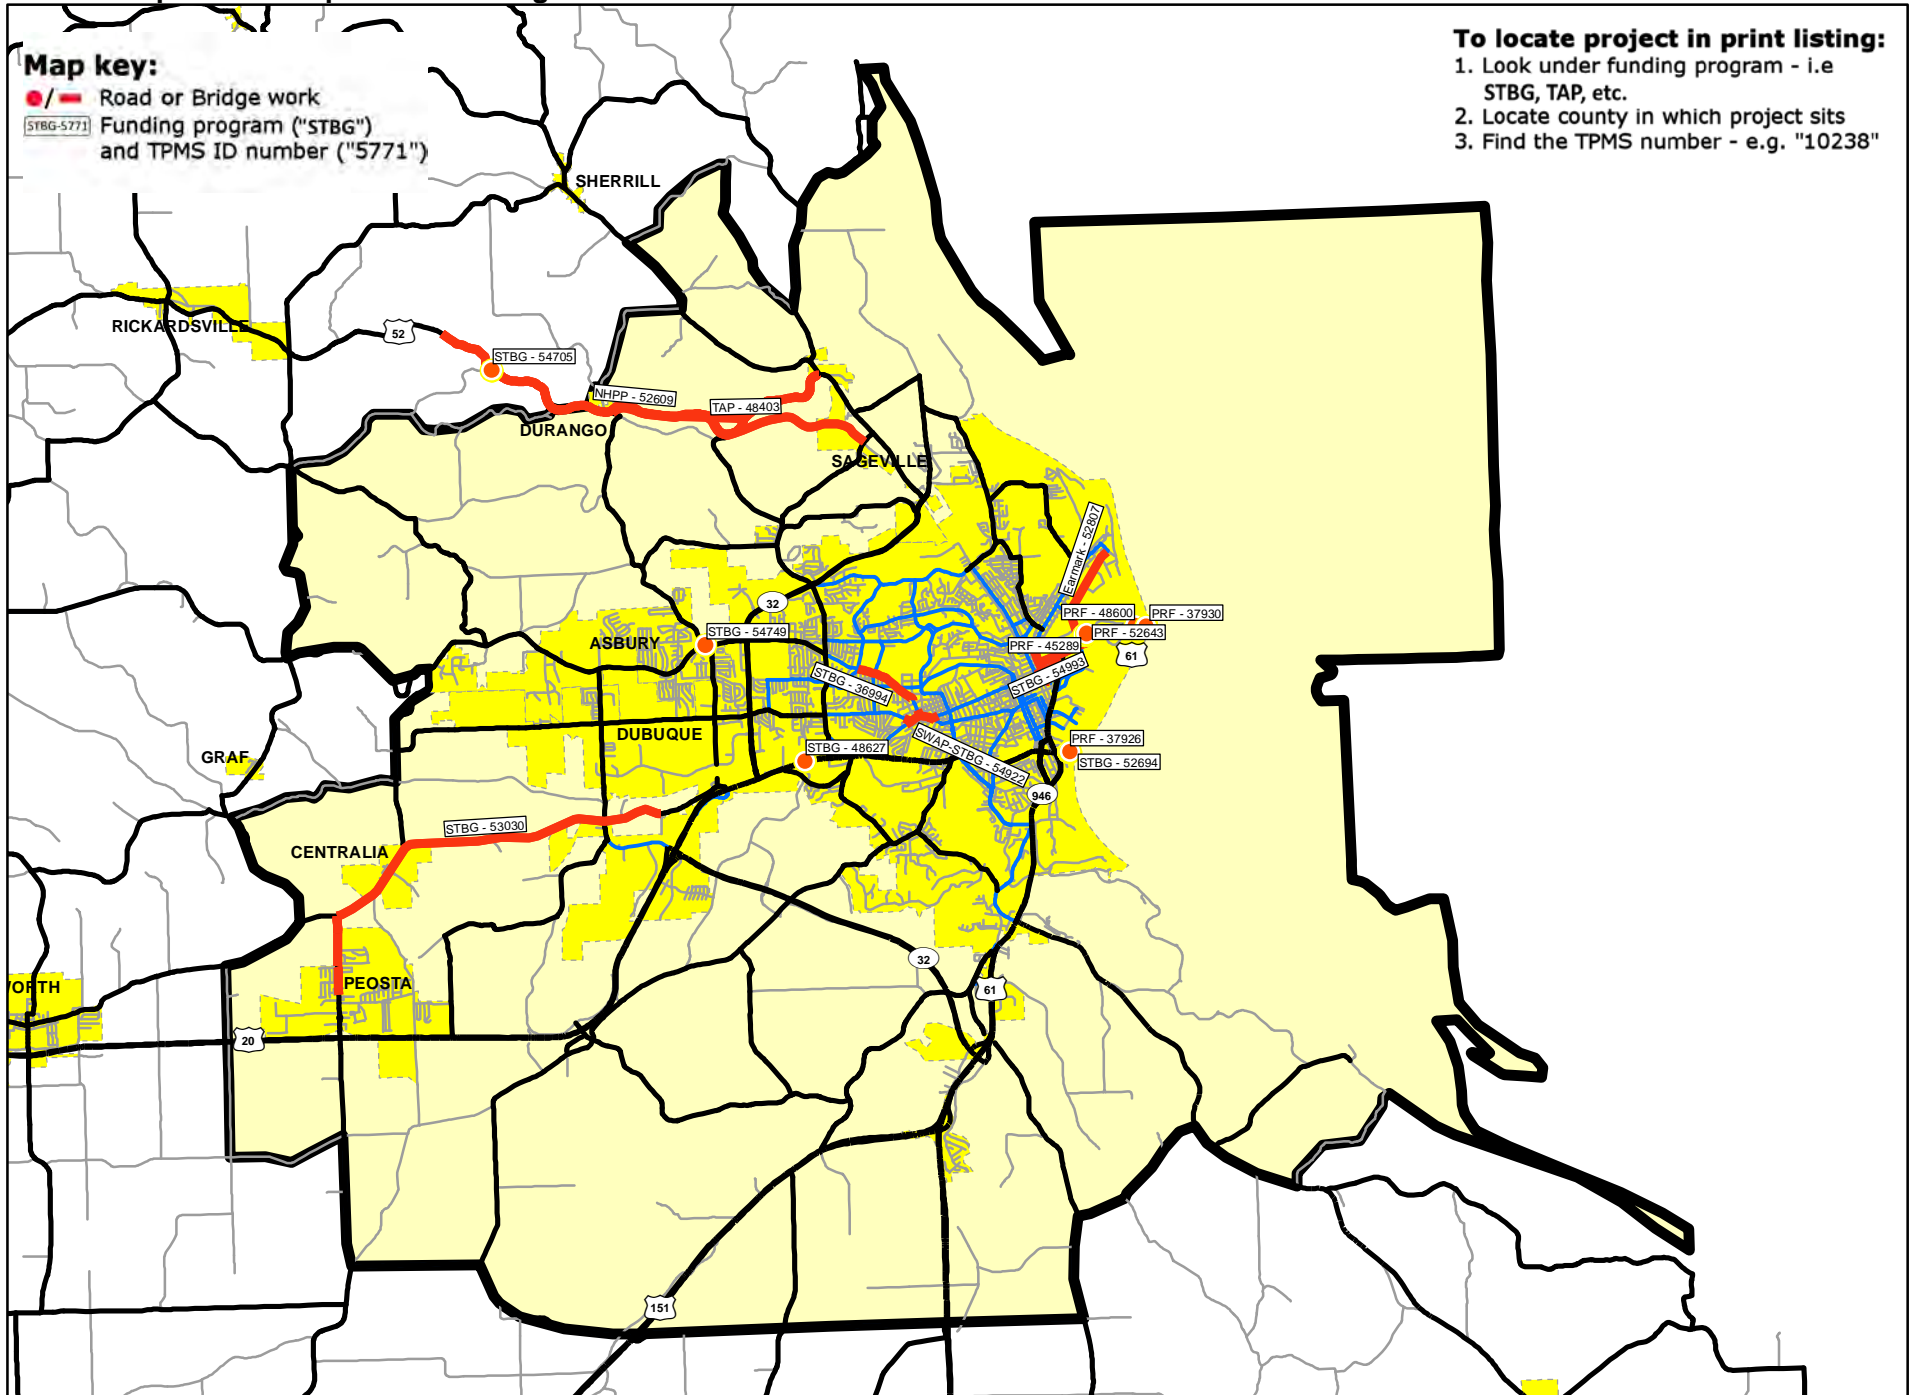 Map key:
Road or Bridge work
STBG-5771 Funding program ("STBG")
and TPMS ID number ("5771")
To locate project in print listing:
1. Look under funding program - i.e
STBG, TAP, etc.
2. Locate county in which project sits
3. Find the TPMS number - e.g. "10238"
SHERRILL
RICKARDSVILLE
52
STBG - 54705
NHPP - 52609
TAP - 48403
DURANGO
SAGEVILLE
Earmark - 52807
32
PRF - 48600
PRF - 37930
STBG - 54749
PRF - 52643
ASBURY
PRF - 45289
61
STBG - 54993
STBG - 36994
DUBUQUE
PRF - 37926
STBG - 48627
SWAP-STBG - 54922
STBG - 52694
GRAF
946
STBG - 53030
CENTRALIA
32
PEOSTA
61
20
151